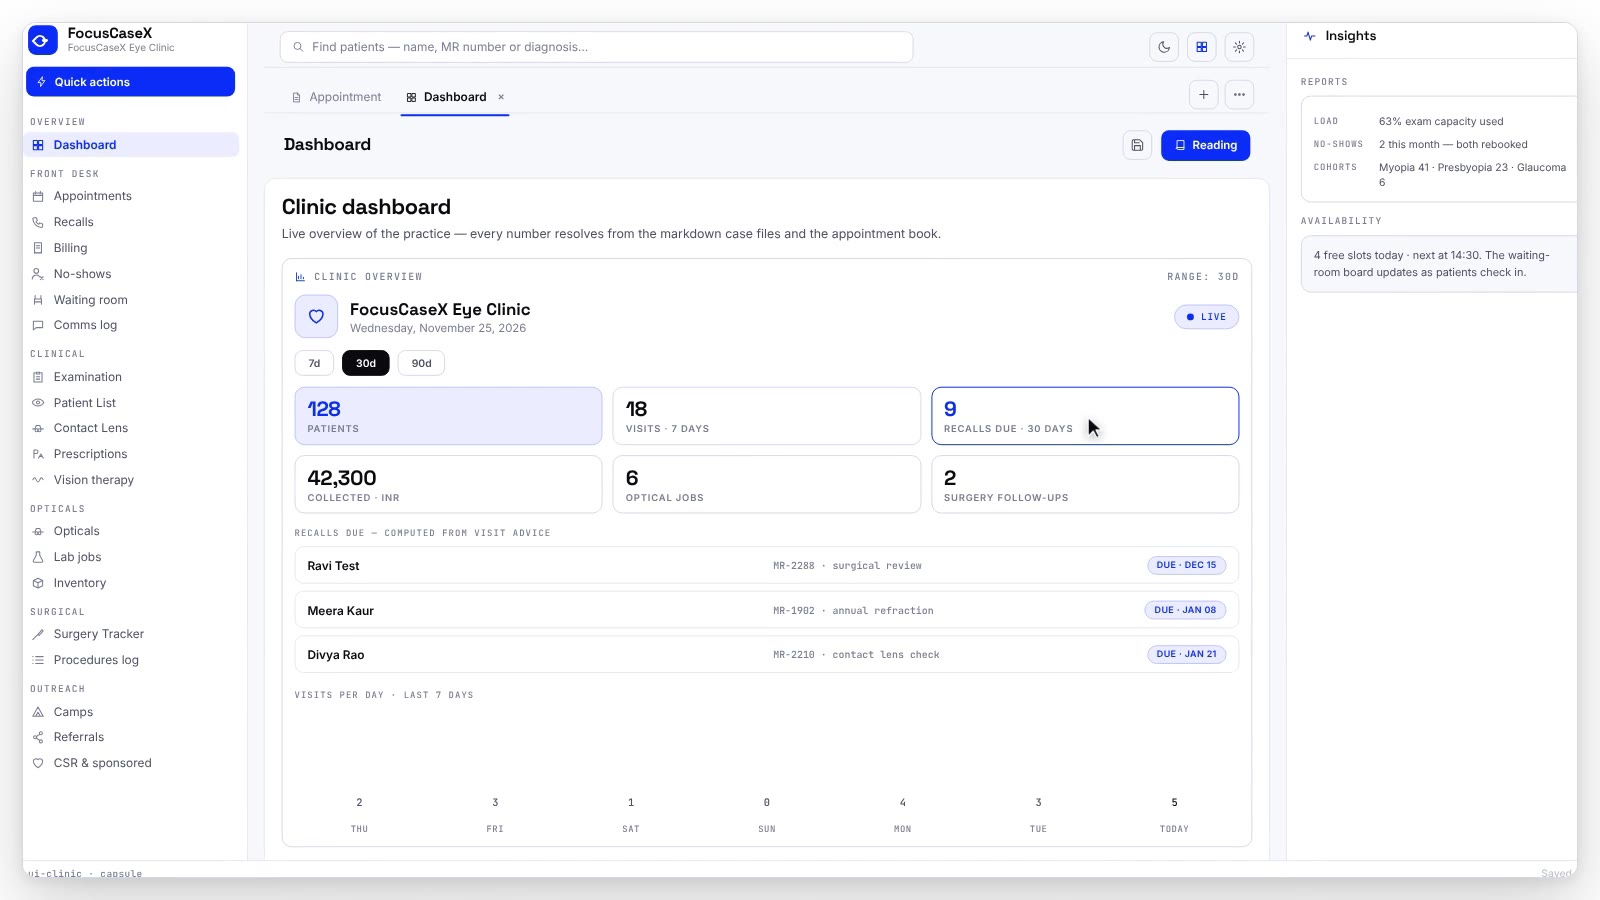 FocusCaseX
FocusCaseX Eye Clinic
Quick actions
OVERVIEW
Dashboard
FRONT DESK
Appointments
Recalls
Billing
No-shows
Waiting room
Comms log
CLINICAL
Examination
Patient List
Contact Lens
Prescriptions
Vision therapy
OPTICALS
Opticals
Lab jobs
Inventory
SURGICAL
Surgery Tracker
Procedures log
OUTREACH
Camps
Referrals
CSR & sponsored
Find patients — name, MR number or diagnosis...
Appointment
Dashboard ×
Dashboard
Reading
Clinic dashboard
Live overview of the practice — every number resolves from the markdown case files and the appointment book.
CLINIC OVERVIEW
RANGE: 30D
FocusCaseX Eye Clinic
Wednesday, November 25, 2026
LIVE
7d 30d 90d
128
PATIENTS
18
VISITS · 7 DAYS
9
RECALLS DUE · 30 DAYS
42,300
COLLECTED · INR
6
OPTICAL JOBS
2
SURGERY FOLLOW-UPS
RECALLS DUE — COMPUTED FROM VISIT ADVICE
Ravi Test MR-2288 · surgical review DUE · DEC 15
Meera Kaur MR-1902 · annual refraction DUE · JAN 08
Divya Rao MR-2210 · contact lens check DUE · JAN 21
VISITS PER DAY · LAST 7 DAYS
2 3 1 0 4 3 5
THU FRI SAT SUN MON TUE TODAY
Insights
REPORTS
LOAD 63% exam capacity used
NO-SHOWS 2 this month — both rebooked
COHORTS Myopia 41 · Presbyopia 23 · Glaucoma
6
AVAILABILITY
4 free slots today · next at 14:30. The waiting-
room board updates as patients check in.
ui-clinic · capsule
Saved